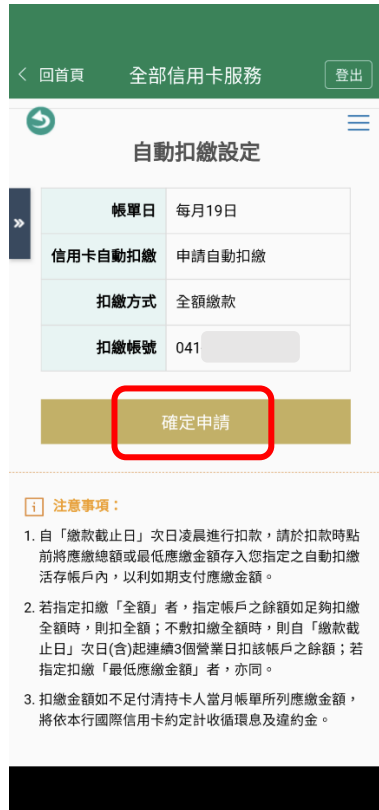 回首頁 全部信用卡服務 登出
自動扣繳設定
帳單日 每月19日
信用卡自動扣繳 申請自動扣繳
扣繳方式 全額繳款
扣繳帳號 041
確定申請
注意事項：
1. 自「繳款截止日」次日凌晨進行扣款，請於扣款時點
前將應繳總額或最低應繳金額存入您指定之自動扣繳
活存帳戶內，以利如期支付應繳金額。
2. 若指定扣繳「全額」者，指定帳戶之餘額如足夠扣繳
全額時，則扣全額；不敷扣繳全額時，則自「繳款截
止日」次日(含)起連續3個營業日扣該帳戶之餘額；若
指定扣繳「最低應繳金額」者，亦同。
3. 扣繳金額如不足付清持卡人當月帳單所列應繳金額，
將依本行國際信用卡約定計收循環息及違約金。